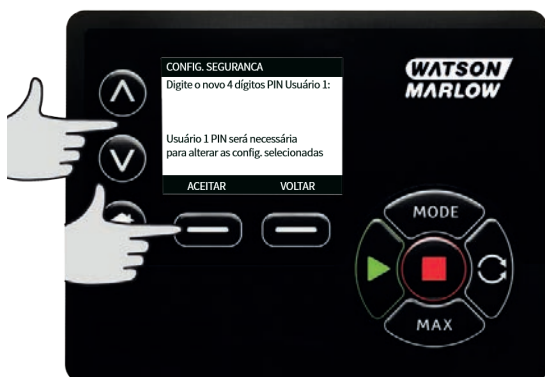 CONFIG. SEGURANCA
Digite o novo 4 dígitos PIN Usuário 1:
Usuário 1 PIN será necessária
para alterar as config. selecionadas
ACEITAR VOLTAR
WATSON
MARLOW
MODE
MAX